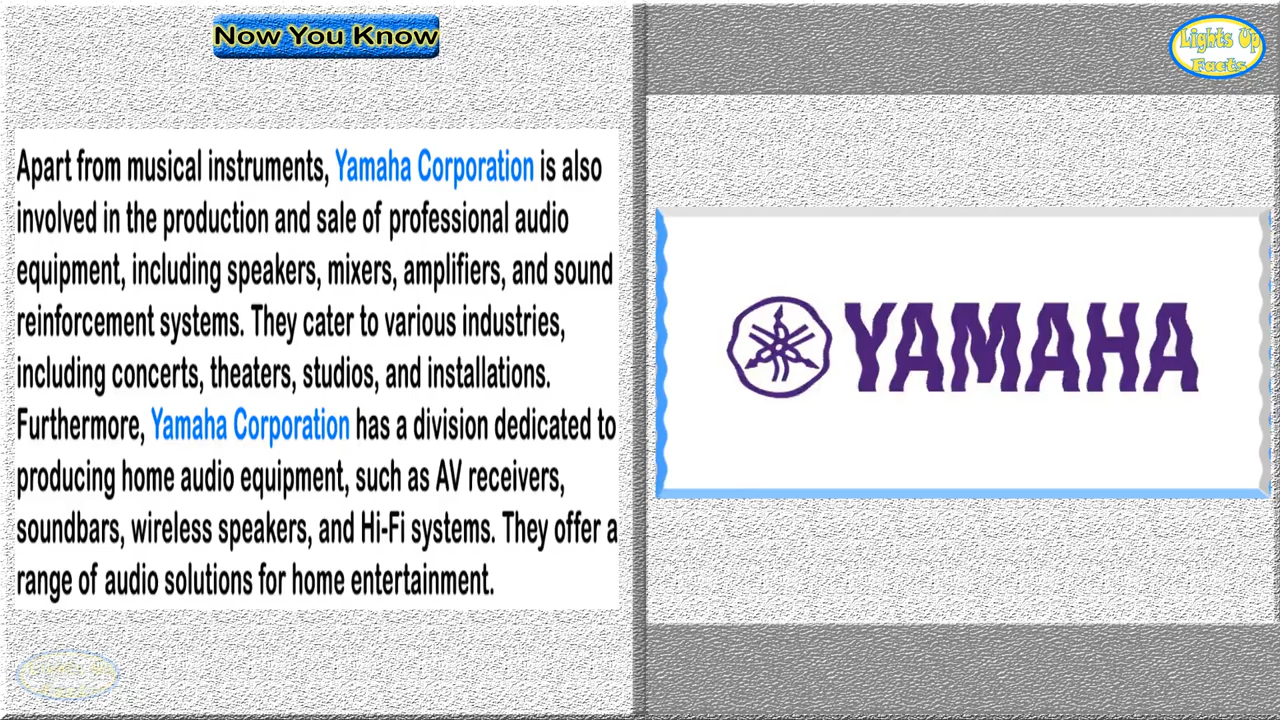 Now You Know
Lights Up
Facts
Apart from musical instruments, Yamaha Corporation is also
involved in the production and sale of professional audio
equipment, including speakers, mixers, amplifiers, and sound
reinforcement systems. They cater to various industries,
including concerts, theaters, studios, and installations.
Furthermore, Yamaha Corporation has a division dedicated to
producing home audio equipment, such as AV receivers,
soundbars, wireless speakers, and Hi-Fi systems. They offer a
range of audio solutions for home entertainment.
YAMAHA
Lights Up
Facts